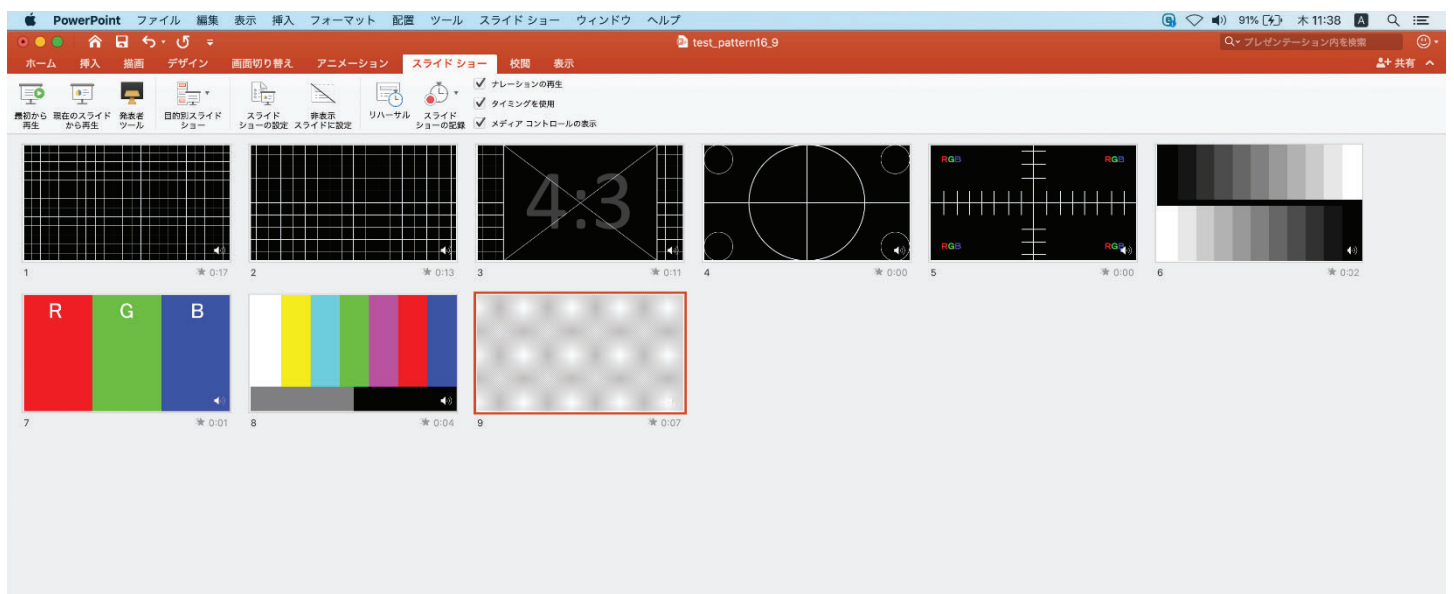 PowerPoint ファイル 編集 表示 挿入 フォーマット 配置 ツール スライド ショー ウィンドウ ヘルプ
91% 木 11:38 A
test_pattern16_9
プレゼンテーション内を検索
ホーム 挿入 描画 デザイン 画面切り替え アニメーション スライド ショー 校閲 表示
共有
最初から
再生
現在のスライド
から再生
発表者
ツール
目的別スライド
ショー
スライド
ショーの設定
非表示
スライドに設定
リハーサル
スライド
ショーの記録
ナレーションの再生
タイミングを使用
メディア コントロールの表示
4:3
RGB RGB
RGB RGB
1 0:17
2 0:13
3 0:11
4 0:00
5 0:00
6 0:02
R G B
7 0:01
8 0:04
9 0:07